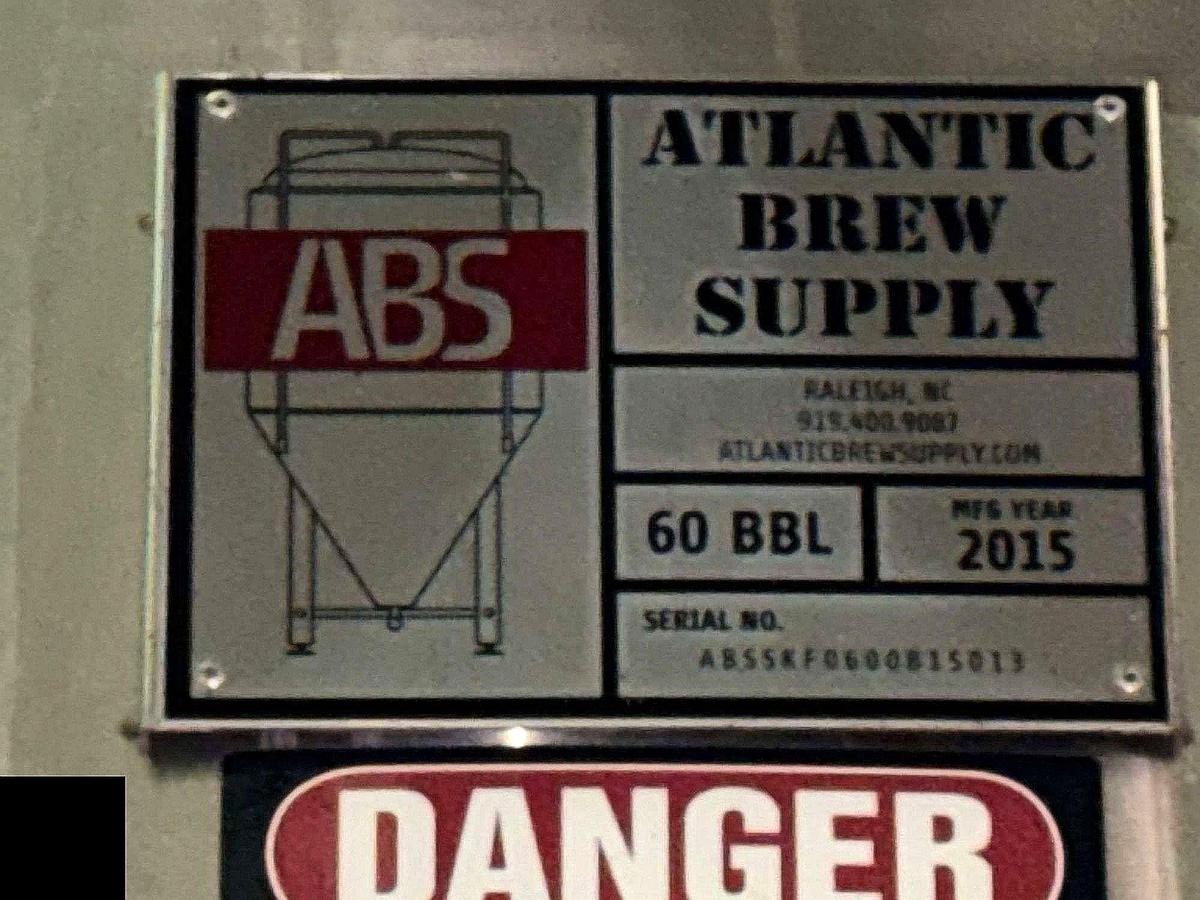 ABS
ATLANTIC
BREW
SUPPLY
RALEIGH, NC
919.400.9087
ATLANTICBREWSUPPLY.COM
60 BBL
MFG YEAR
2015
SERIAL NO.
ABSSKF0600B15013
DANGER